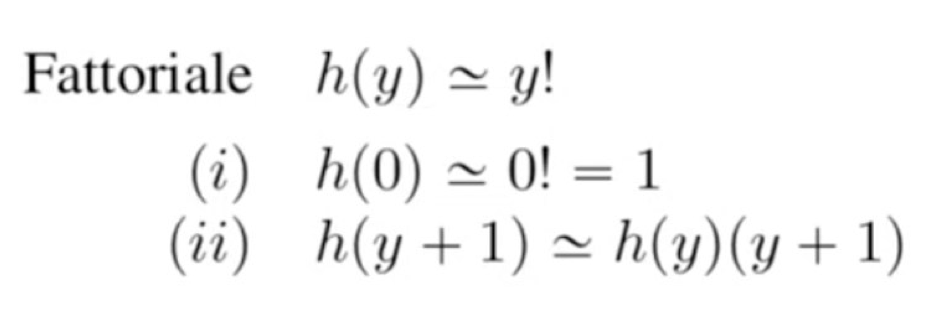 Fattoriale h(y) ≃ y!
(i) h(0) ≃ 0! = 1
(ii) h(y + 1) ≃ h(y)(y + 1)